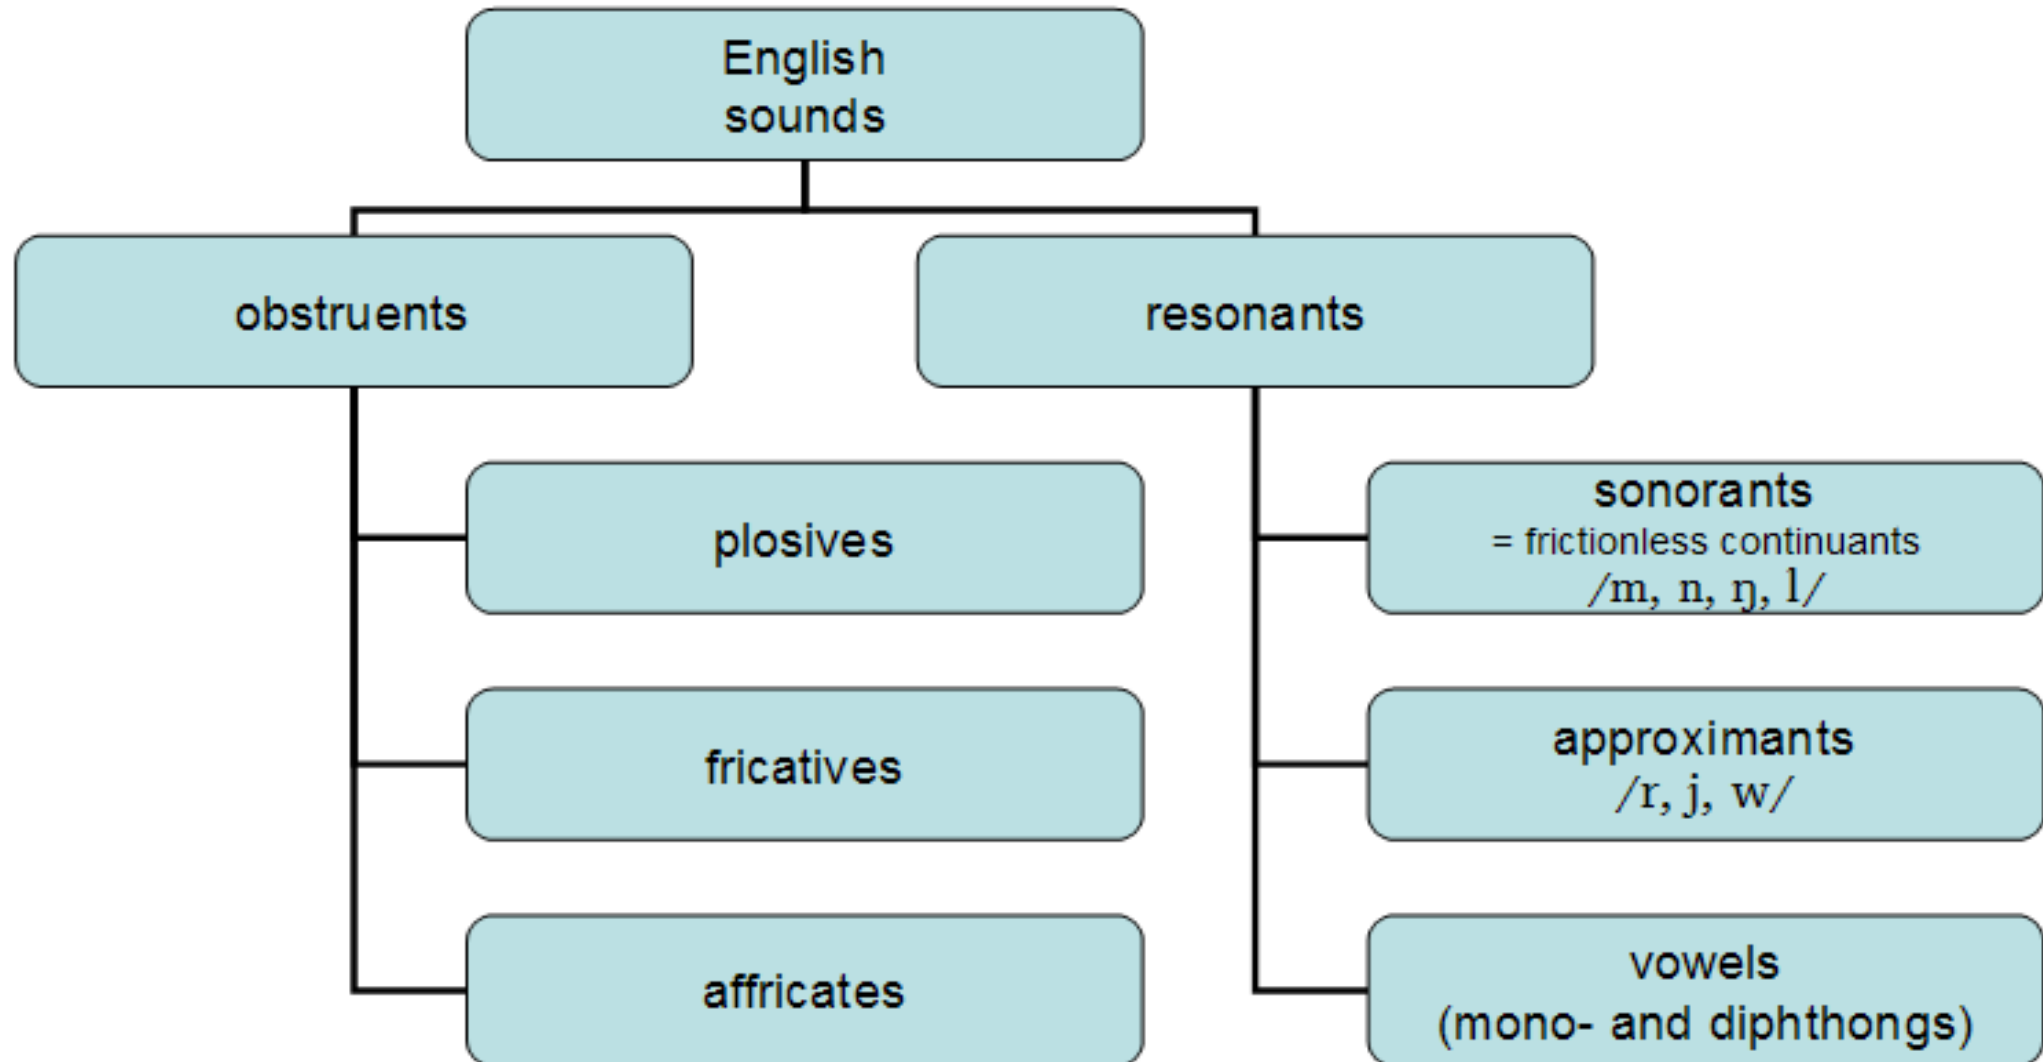 English
sounds
obstruents
resonants
plosives
fricatives
affricates
sonorants
= frictionless continuants
/m, n, ŋ, l/
approximants
/r, j, w/
vowels
(mono- and diphthongs)